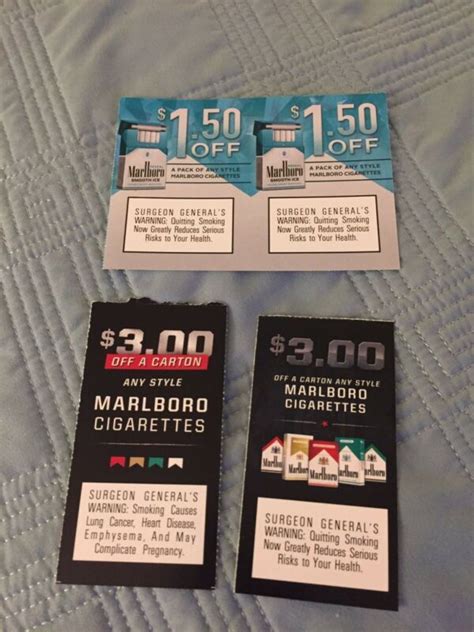 $1.50
OFF
A PACK OF ANY STYLE
MARLBORO CIGARETTES
Marlboro
SMOOTH ICE
SURGEON GENERAL'S
WARNING: Quitting Smoking
Now Greatly Reduces Serious
Risks to Your Health.
$1.50
OFF
A PACK OF ANY STYLE
MARLBORO CIGARETTES
Marlboro
SMOOTH ICE
SURGEON GENERAL'S
WARNING: Quitting Smoking
Now Greatly Reduces Serious
Risks to Your Health.
$3.00
OFF A CARTON
ANY STYLE
MARLBORO
CIGARETTES
SURGEON GENERAL'S
WARNING: Smoking Causes
Lung Cancer, Heart Disease,
Emphysema, And May
Complicate Pregnancy.
$3.00
OFF A CARTON ANY STYLE
MARLBORO
CIGARETTES
Marlboro Marlboro Marlboro Marlboro Marlboro
SURGEON GENERAL'S
WARNING: Quitting Smoking
Now Greatly Reduces Serious
Risks to Your Health.